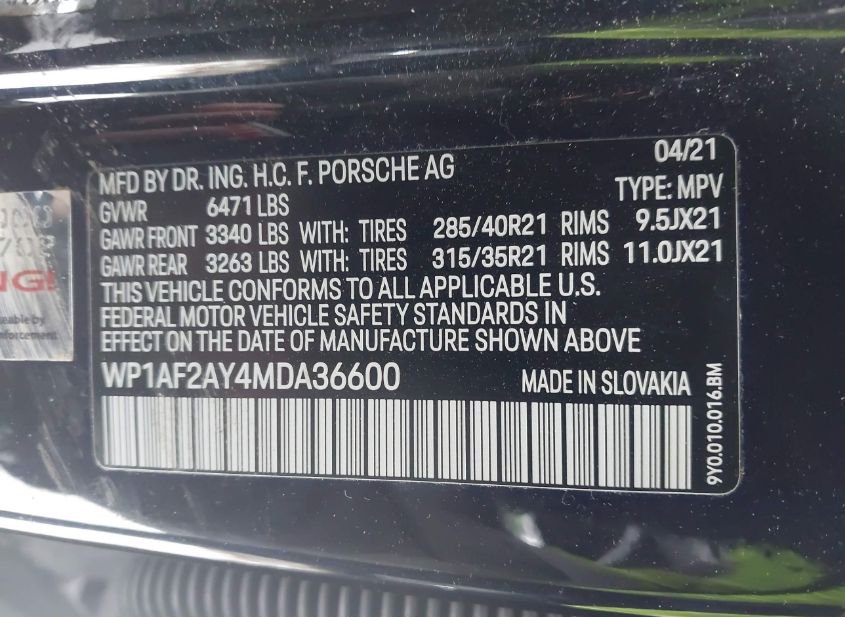 MFD BY DR. ING. H.C. F. PORSCHE AG 04/21
GVWR 6471 LBS TYPE: MPV
GAWR FRONT 3340 LBS WITH: TIRES 285/40R21 RIMS 9.5JX21
GAWR REAR 3263 LBS WITH: TIRES 315/35R21 RIMS 11.0JX21
THIS VEHICLE CONFORMS TO ALL APPLICABLE U.S.
FEDERAL MOTOR VEHICLE SAFETY STANDARDS IN
EFFECT ON THE DATE OF MANUFACTURE SHOWN ABOVE
WP1AF2AY4MDA36600 MADE IN SLOVAKIA
9Y0.010.016.BM